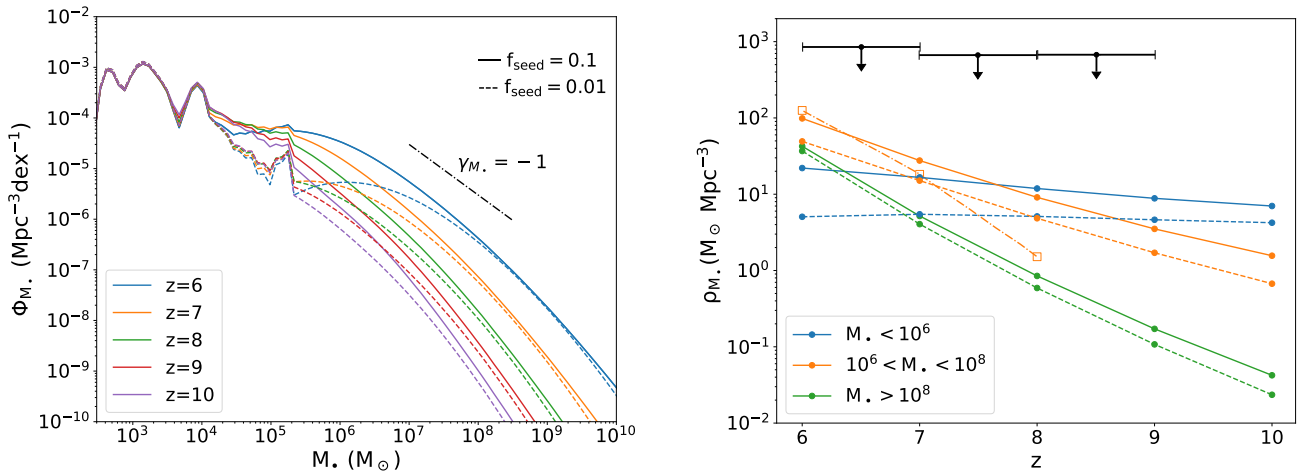 10⁻²
10⁻³
10⁻⁴
10⁻⁵
10⁻⁶
10⁻⁷
10⁻⁸
10⁻⁹
10⁻¹⁰
Φ_M• (Mpc⁻³dex⁻¹)
f_seed = 0.1
f_seed = 0.01
γ_M• = −1
z=6
z=7
z=8
z=9
z=10
10³ 10⁴ 10⁵ 10⁶ 10⁷ 10⁸ 10⁹ 10¹⁰
M• (M⊙)
10³
10²
10¹
10⁰
10⁻¹
10⁻²
ρ_M• (M⊙ Mpc⁻³)
M• < 10⁶
10⁶ < M• < 10⁸
M• > 10⁸
6 7 8 9 10
z